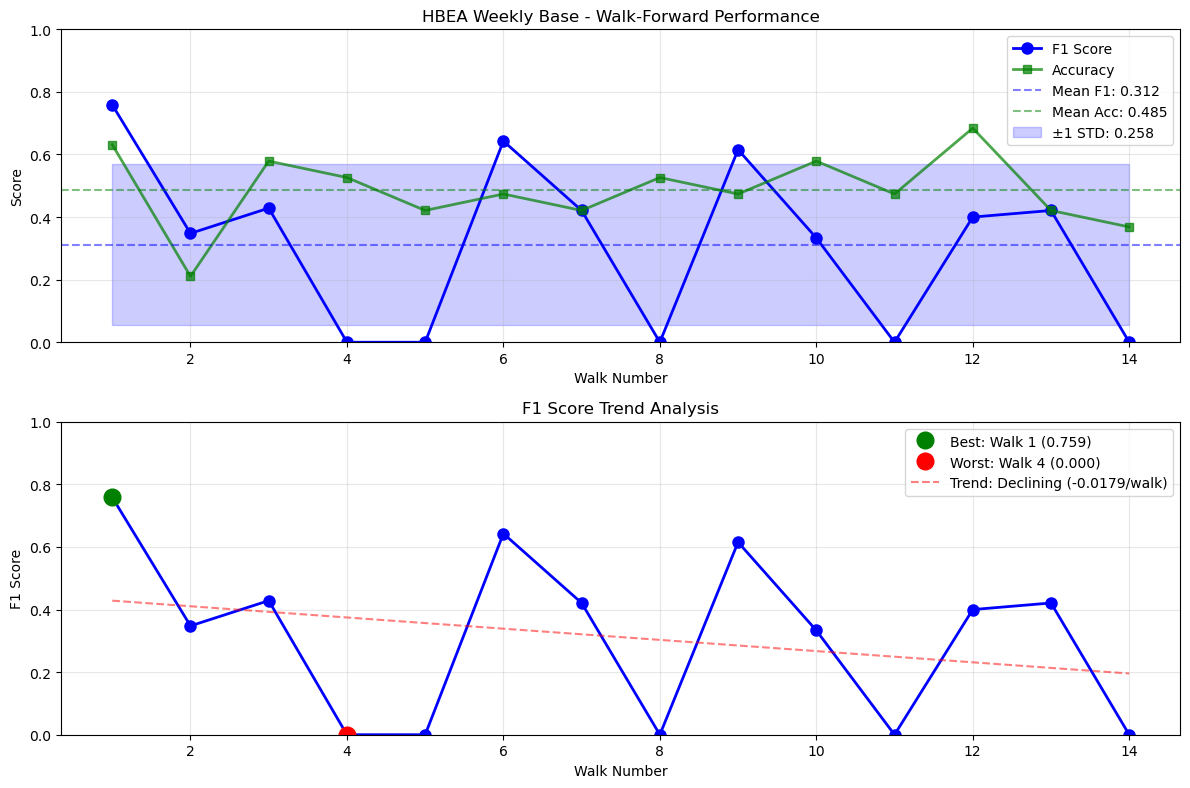 HBEA Weekly Base - Walk-Forward Performance
1.0
0.8
0.6
0.4
0.2
0.0
Score
F1 Score
Accuracy
Mean F1: 0.312
Mean Acc: 0.485
±1 STD: 0.258
2 4 6 8 10 12 14
Walk Number
F1 Score Trend Analysis
1.0
0.8
0.6
0.4
0.2
0.0
F1 Score
Best: Walk 1 (0.759)
Worst: Walk 4 (0.000)
Trend: Declining (-0.0179/walk)
2 4 6 8 10 12 14
Walk Number